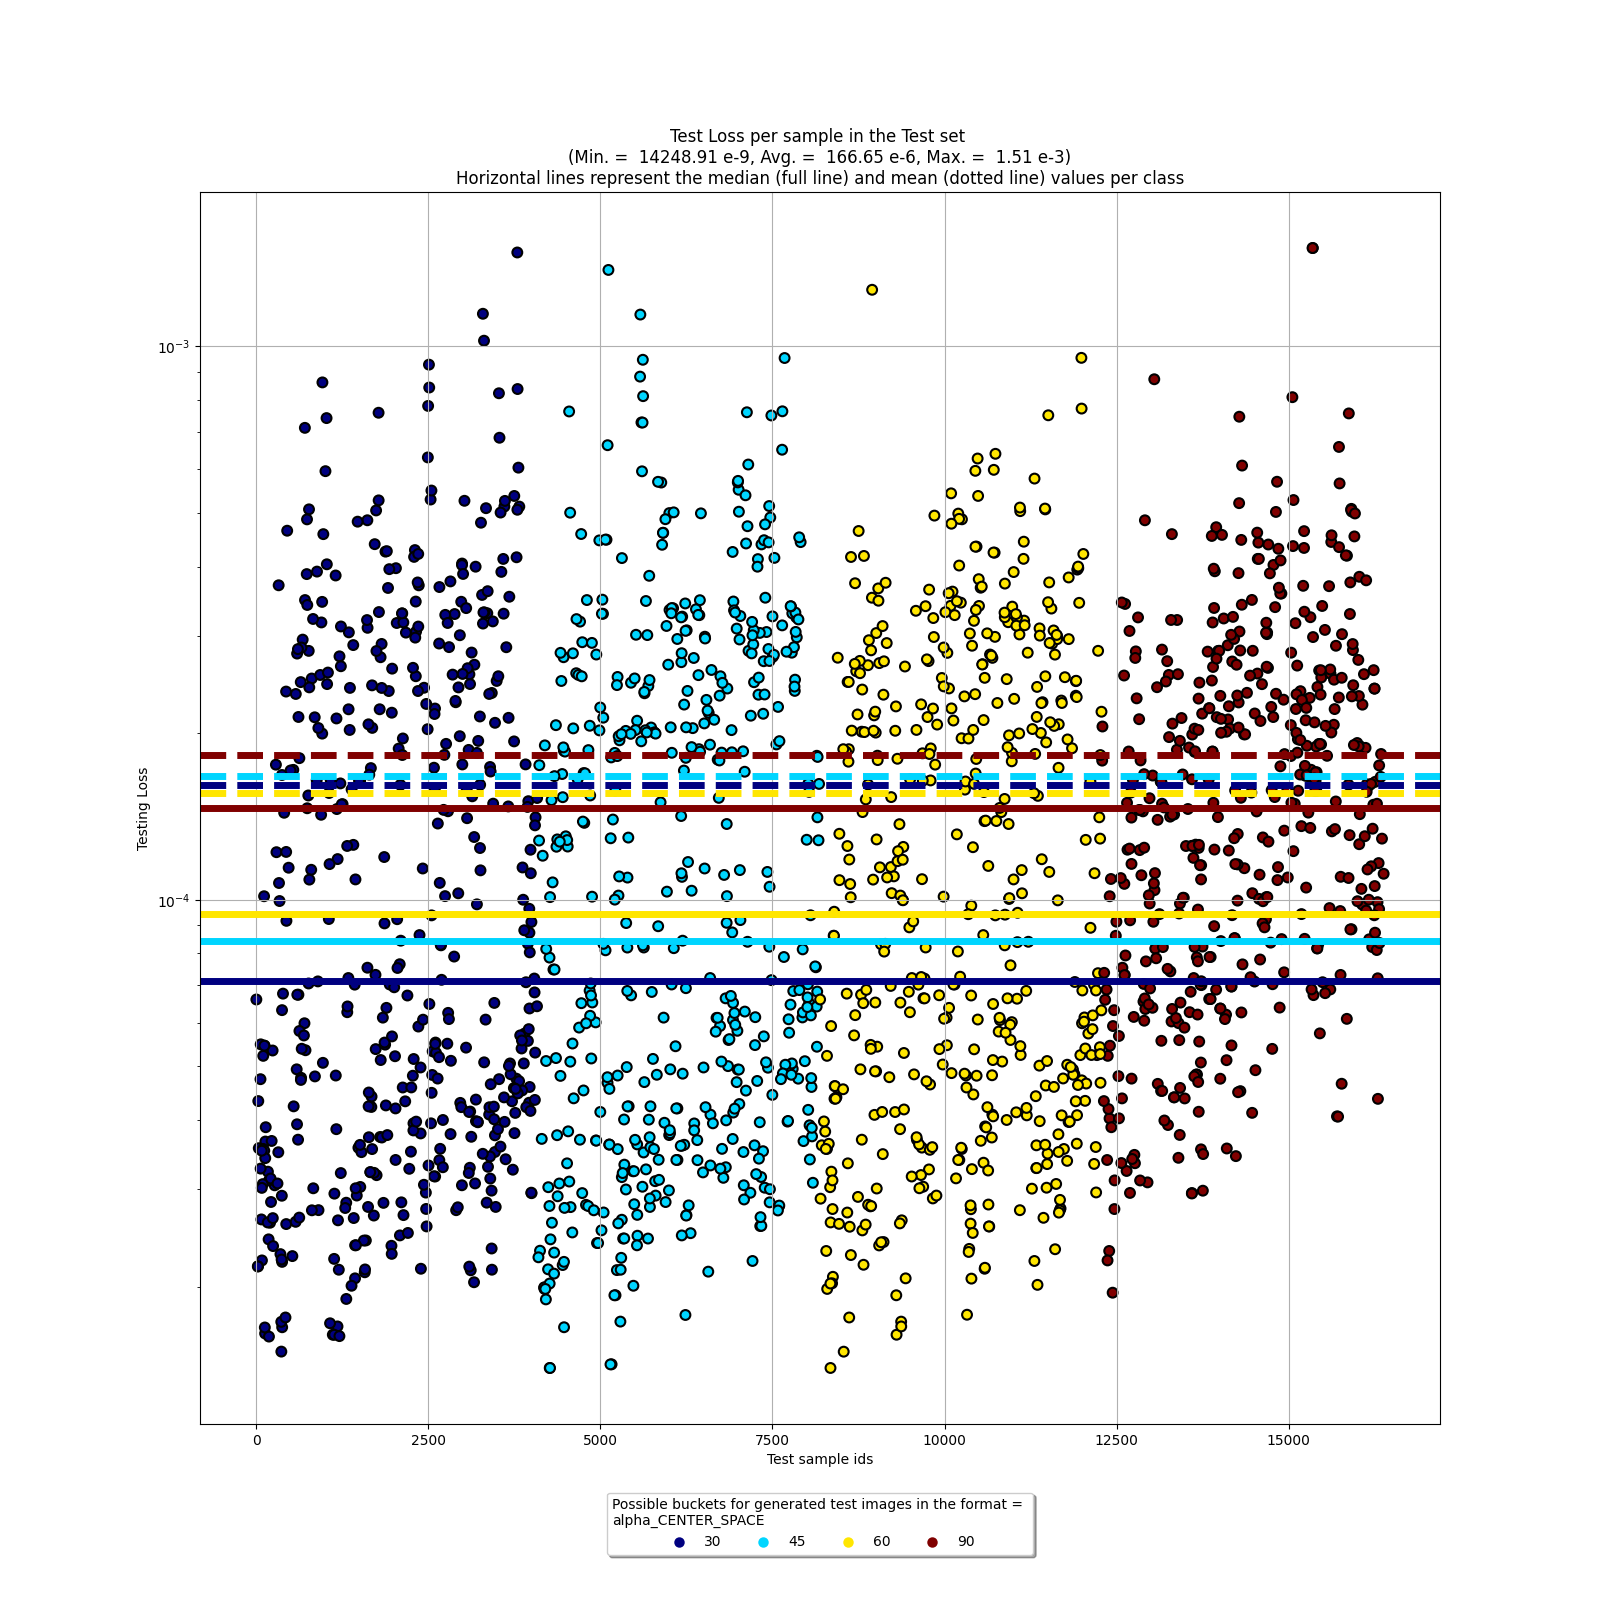 Test Loss per sample in the Test set
(Min. =  14248.91 e-9, Avg. =  166.65 e-6, Max. =  1.51 e-3)
Horizontal lines represent the median (full line) and mean (dotted line) values per class
10⁻³
10⁻⁴
Testing Loss
0 2500 5000 7500 10000 12500 15000
Test sample ids
Possible buckets for generated test images in the format =
alpha_CENTER_SPACE
30 45 60 90